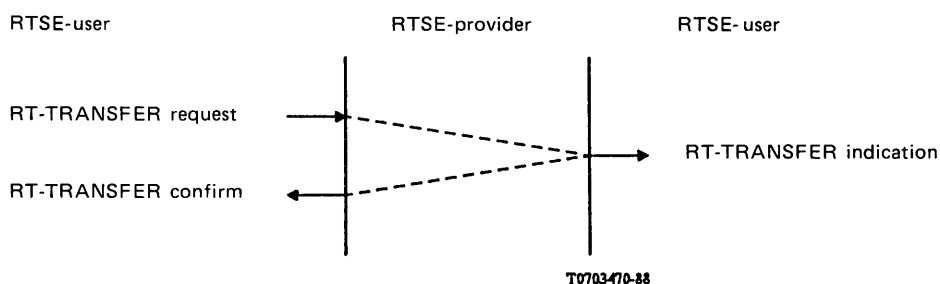 RTSE-user RTSE-provider RTSE-user
RT-TRANSFER request
RT-TRANSFER indication
RT-TRANSFER confirm
T0703470-88